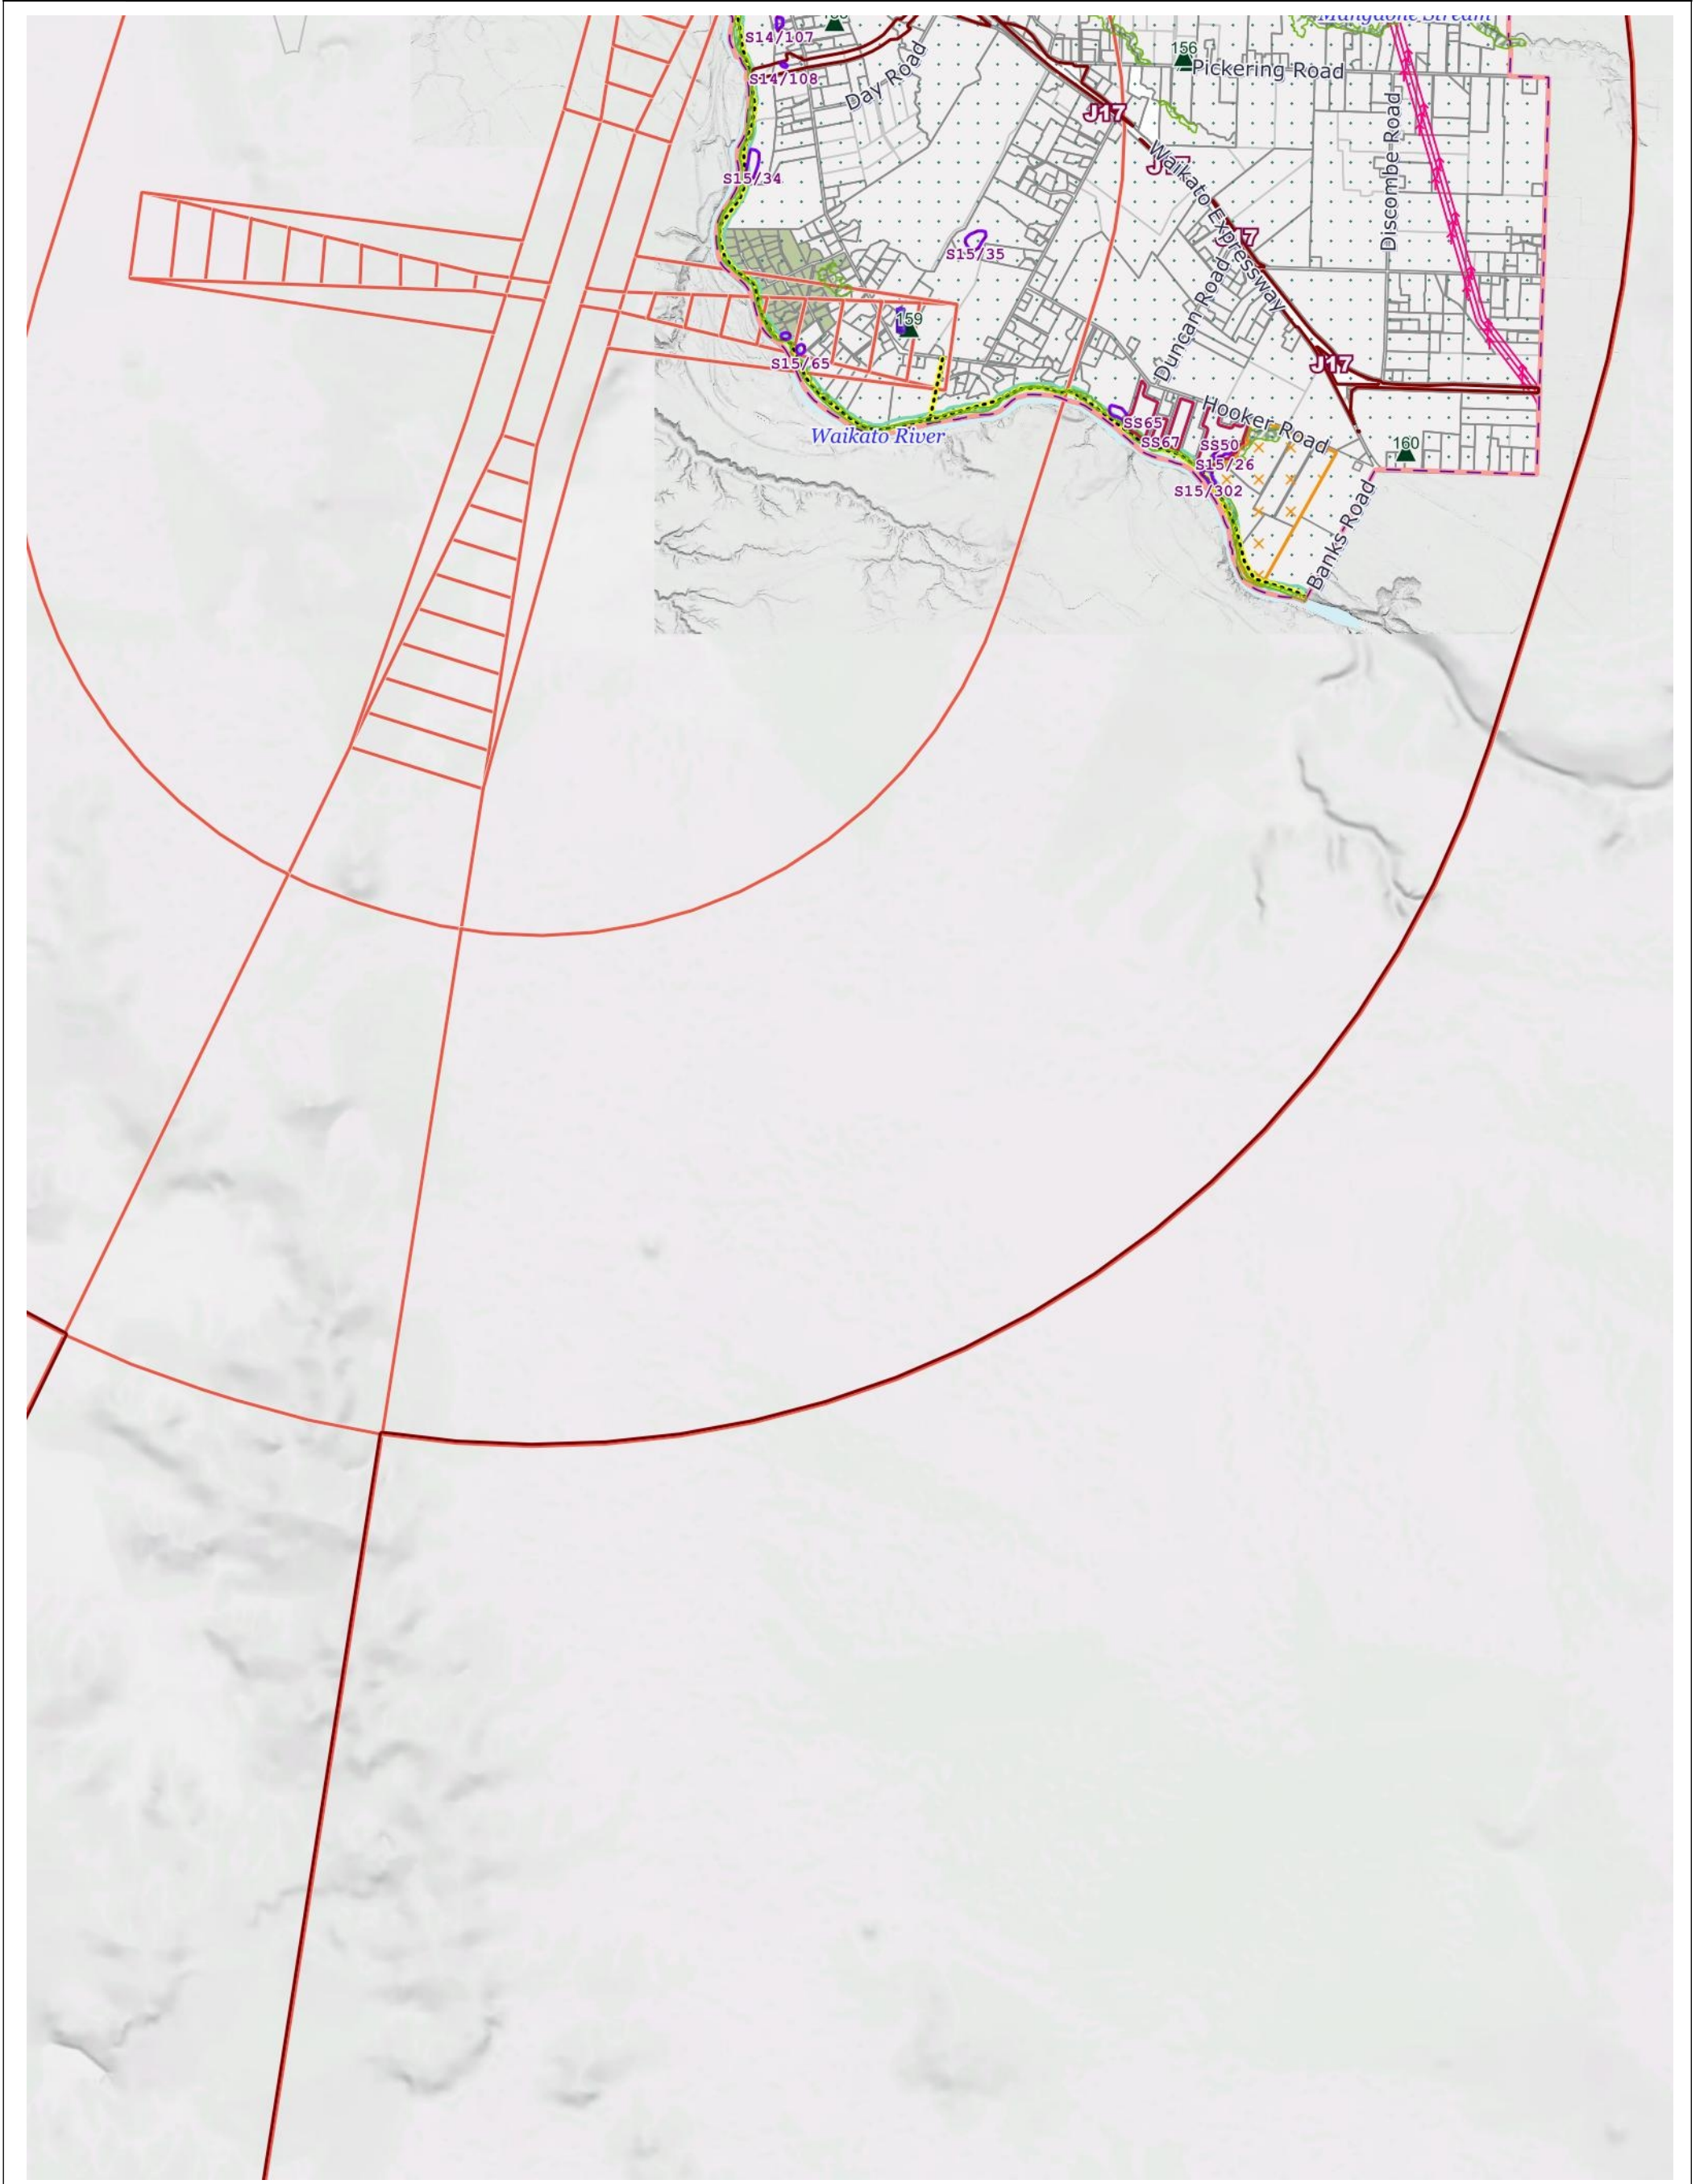 Mangaone Stream
S14/107
156
Day Road
Pickering Road
S14/108
Discombe Road
J17
Waikato Expressway
S15/34
S15/35
Duncan Road
159
S15/65
J17
Hooker Road
SS65
Waikato River
SS67
SS50
160
S15/26
S15/302
Banks Road